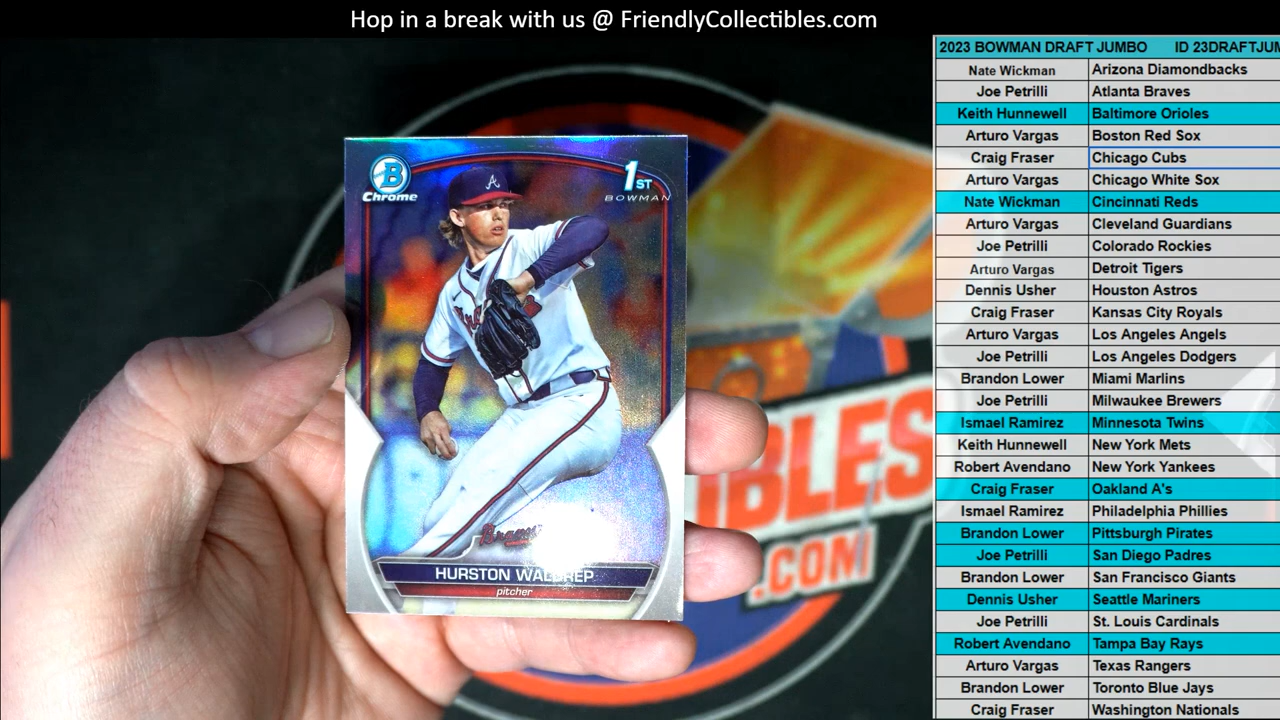 Hop in a break with us @ FriendlyCollectibles.com
2023 BOWMAN DRAFT JUMBO ID 23DRAFTJUM
Nate Wickman Arizona Diamondbacks
Joe Petrilli Atlanta Braves
Keith Hunnewell Baltimore Orioles
Arturo Vargas Boston Red Sox
Craig Fraser Chicago Cubs
Arturo Vargas Chicago White Sox
Nate Wickman Cincinnati Reds
Arturo Vargas Cleveland Guardians
Joe Petrilli Colorado Rockies
Arturo Vargas Detroit Tigers
Dennis Usher Houston Astros
Craig Fraser Kansas City Royals
Arturo Vargas Los Angeles Angels
Joe Petrilli Los Angeles Dodgers
Brandon Lower Miami Marlins
Joe Petrilli Milwaukee Brewers
Ismael Ramirez Minnesota Twins
Keith Hunnewell New York Mets
Robert Avendano New York Yankees
Craig Fraser Oakland A's
Ismael Ramirez Philadelphia Phillies
Brandon Lower Pittsburgh Pirates
Joe Petrilli San Diego Padres
Brandon Lower San Francisco Giants
Dennis Usher Seattle Mariners
Joe Petrilli St. Louis Cardinals
Robert Avendano Tampa Bay Rays
Arturo Vargas Texas Rangers
Brandon Lower Toronto Blue Jays
Craig Fraser Washington Nationals
B
Chrome
1ST
BOWMAN
A
Braves
HURSTON WALDREP
pitcher
IBLES
.COM